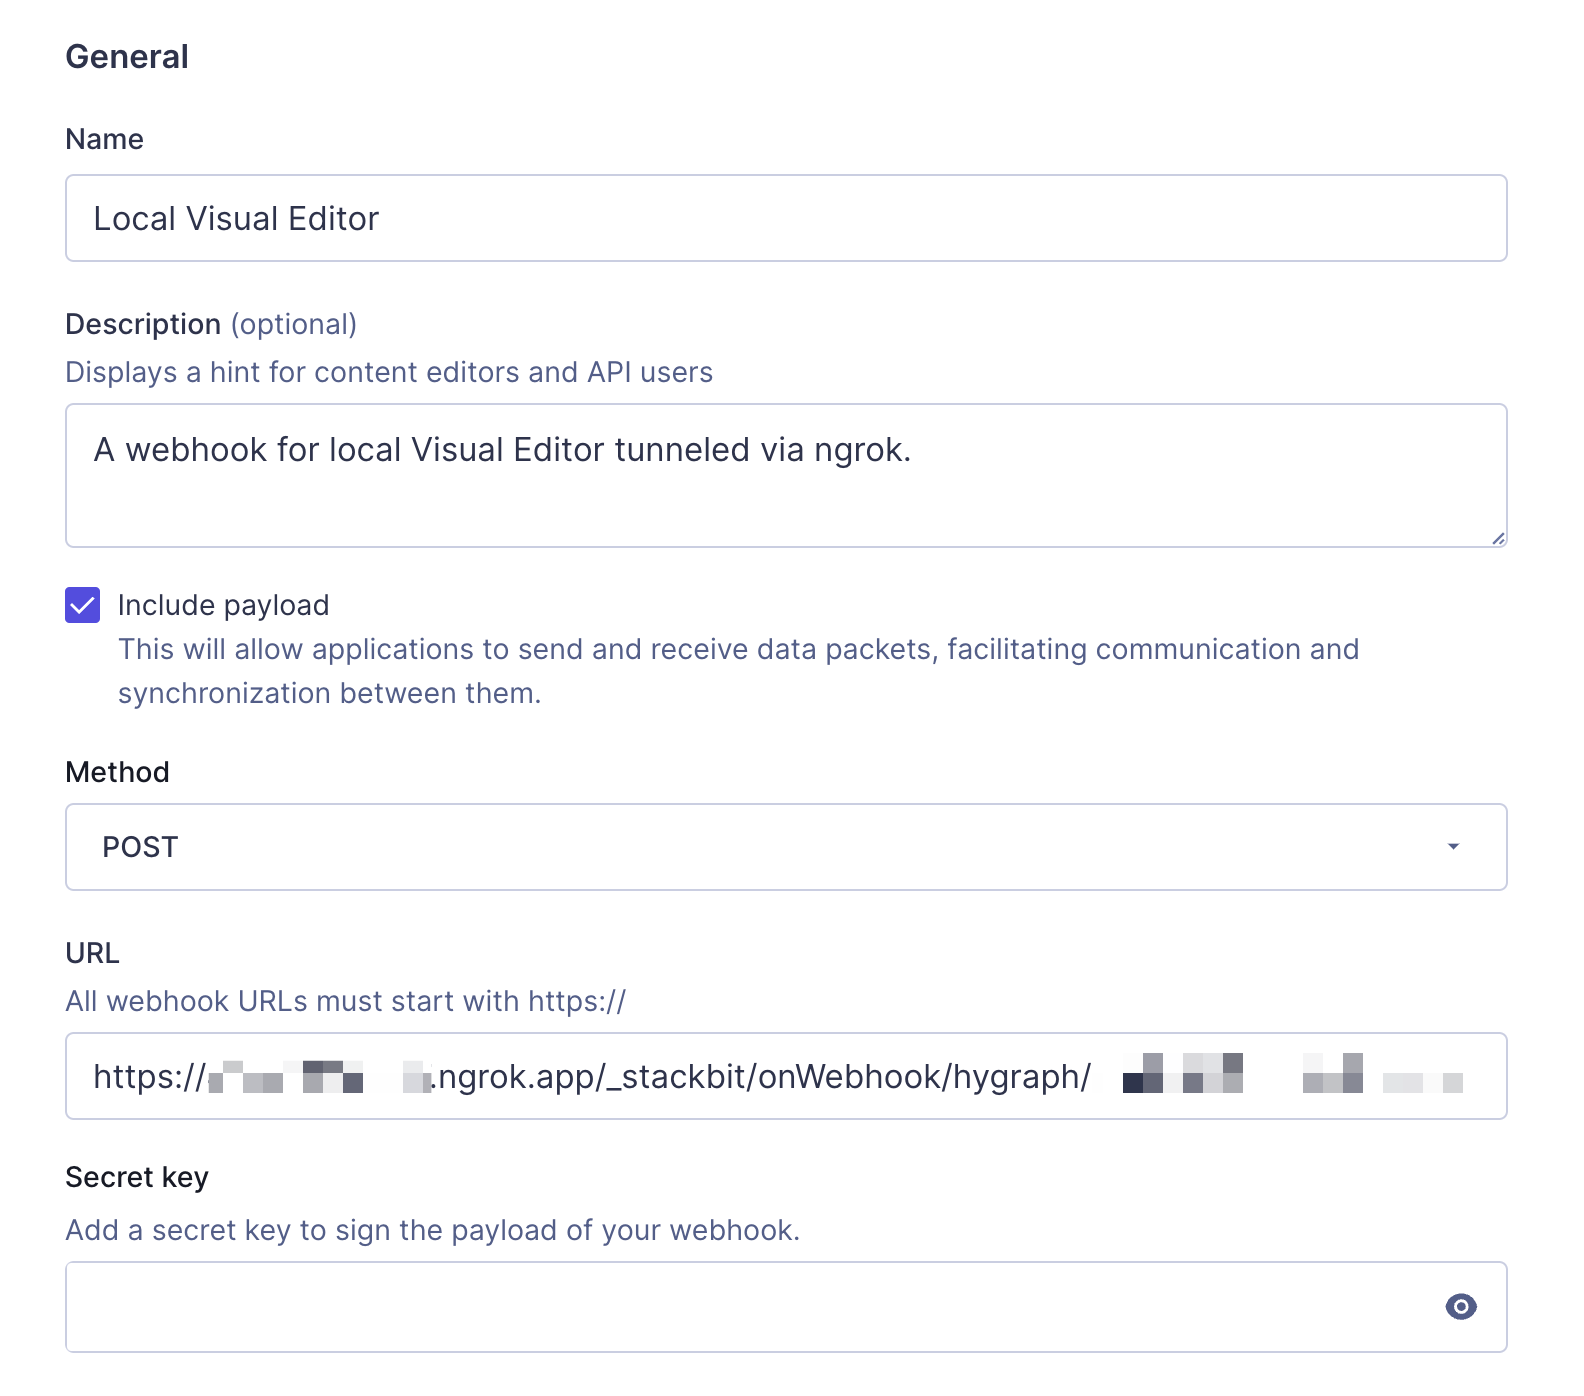 General
Name
Local Visual Editor
Description (optional)
Displays a hint for content editors and API users
A webhook for local Visual Editor tunneled via ngrok.
Include payload
This will allow applications to send and receive data packets, facilitating communication and
synchronization between them.
Method
POST
URL
All webhook URLs must start with https://
https:// .ngrok.app/_stackbit/onWebhook/hygraph/
Secret key
Add a secret key to sign the payload of your webhook.